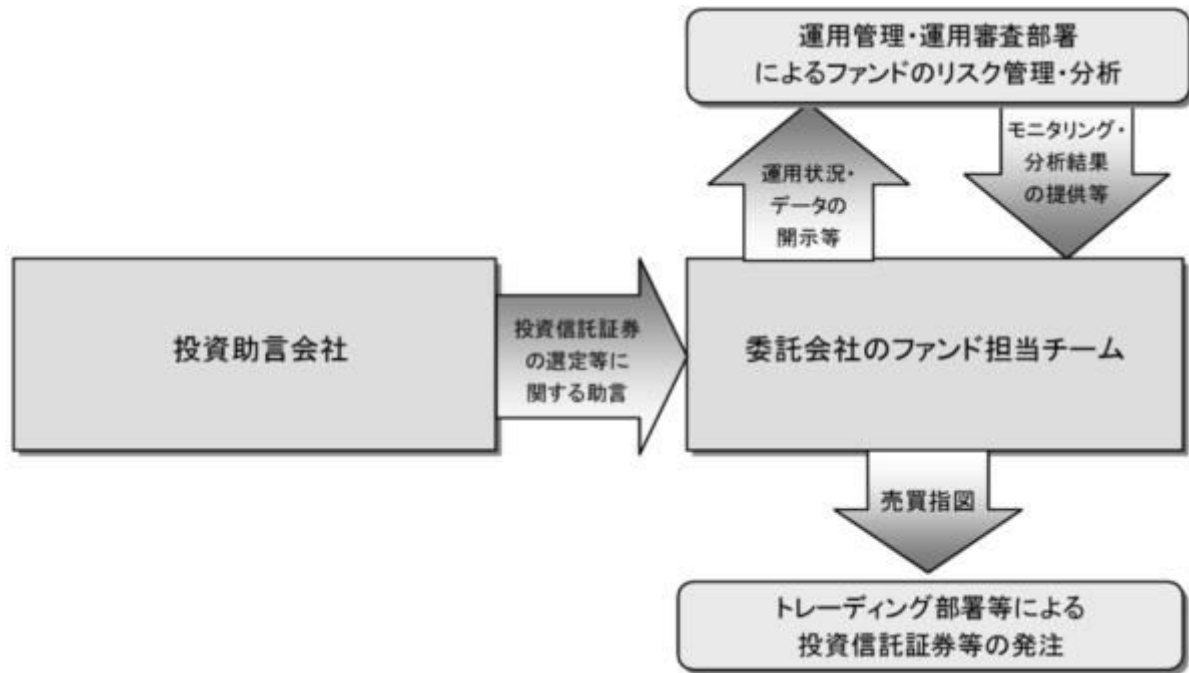 運用管理・運用審査部署
によるファンドのリスク管理・分析
運用状況・
データの
開示等
モニタリング・
分析結果
の提供等
投資助言会社
投資信託証券
の選定等に
関する助言
委託会社のファンド担当チーム
売買指図
トレーディング部署等による
投資信託証券等の発注